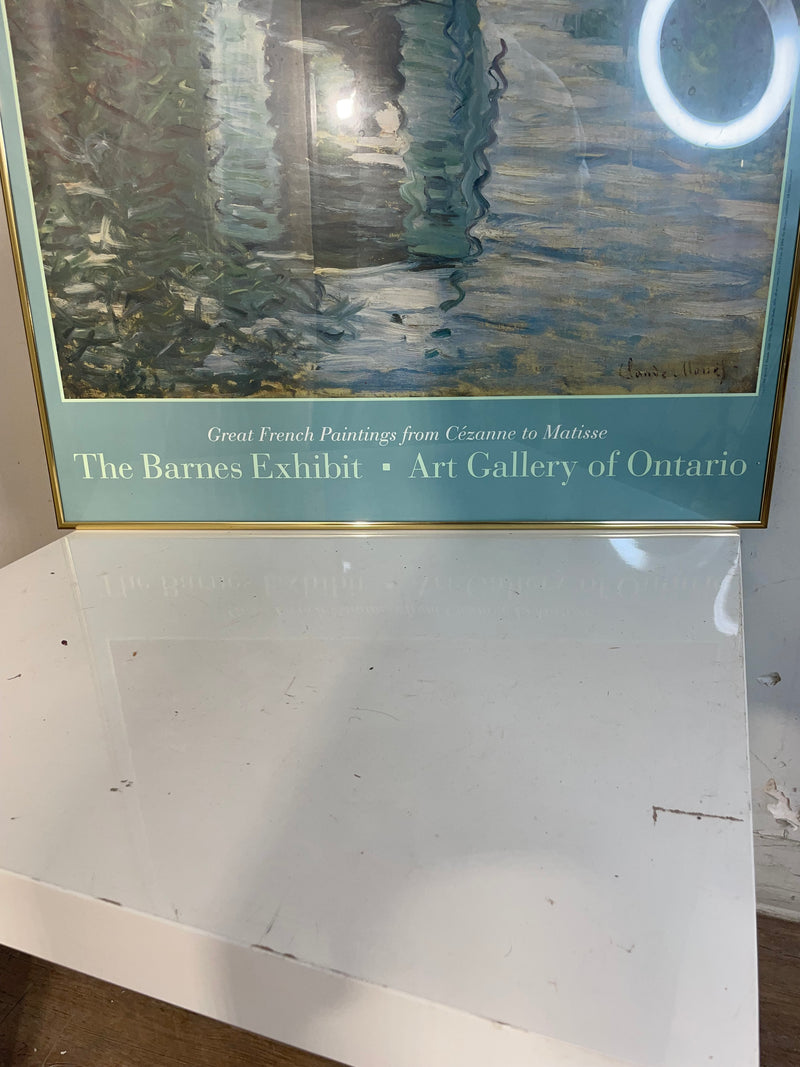 Claude Monet
Great French Paintings from Cézanne to Matisse
The Barnes Exhibit ▪ Art Gallery of Ontario